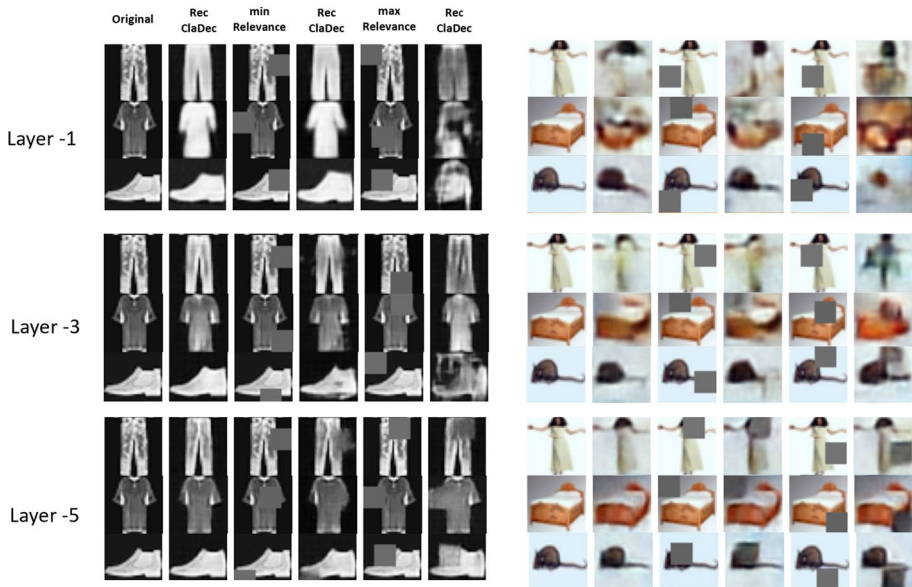 Original Rec ClaDec min Relevance Rec ClaDec max Relevance Rec ClaDec
Layer -1
Layer -3
Layer -5